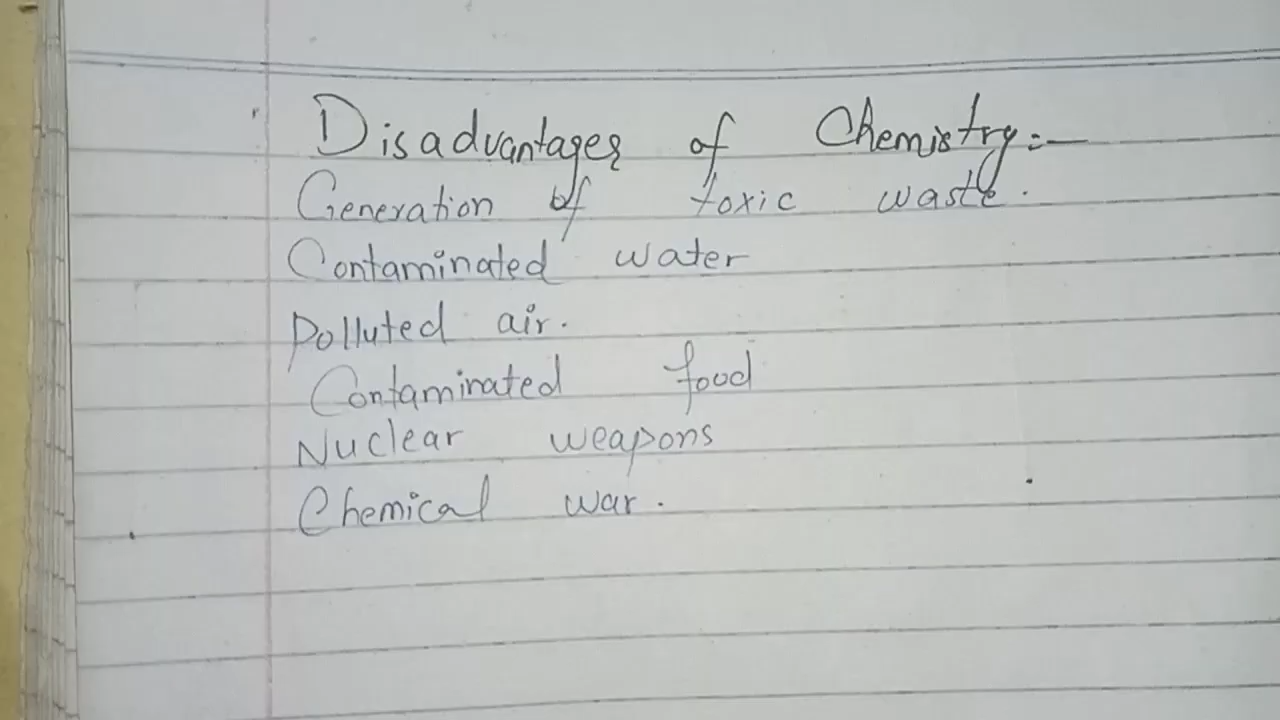 Disadvantages of Chemistry:-
Generation of toxic waste.
Contaminated water
Polluted air.
Contaminated food
Nuclear weapons
Chemical war.